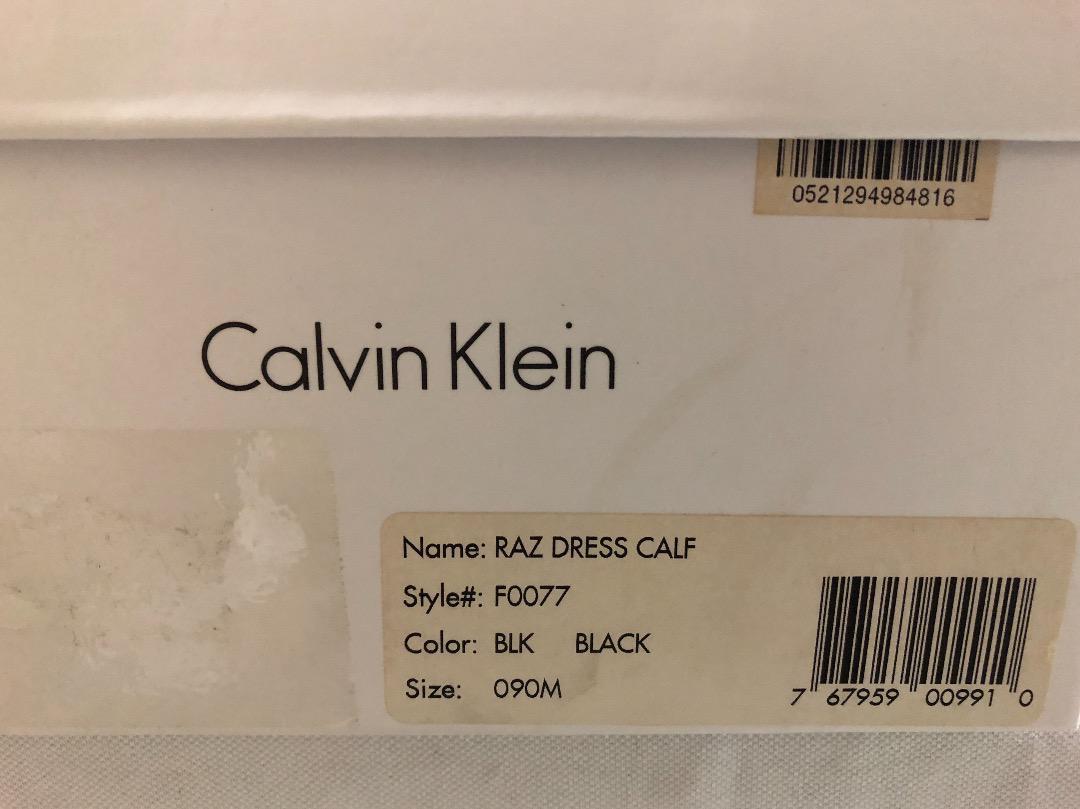 0521294984816
Calvin Klein
Name: RAZ DRESS CALF
Style#: F0077
Color: BLK BLACK
Size: 090M
7 67959 00991 0